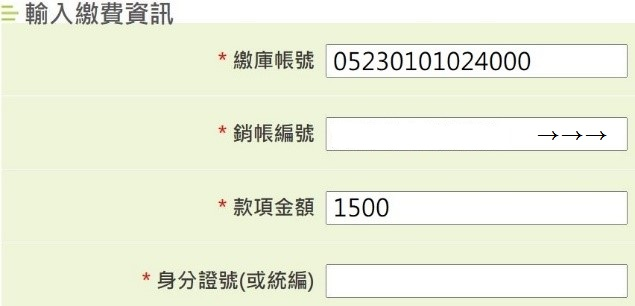 輸入繳費資訊
* 繳庫帳號 05230101024000
* 銷帳編號 →→→
* 款項金額 1500
* 身分證號(或統編)